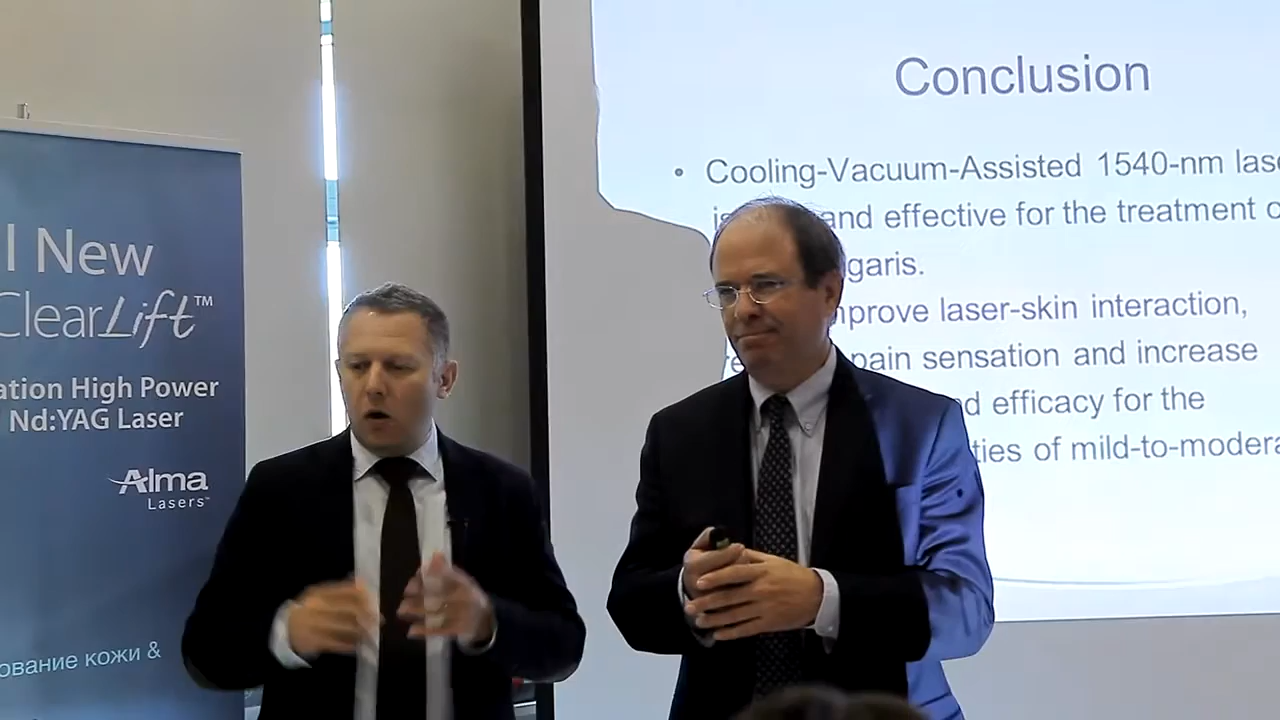 l New
ClearLift™
ation High Power
Nd:YAG Laser
Alma
Lasers™
ование кожи &
Conclusion
• Cooling-Vacuum-Assisted 1540-nm lase
and effective for the treatment o
garis.
mprove laser-skin interaction,
pain sensation and increase
d efficacy for the
ties of mild-to-modera